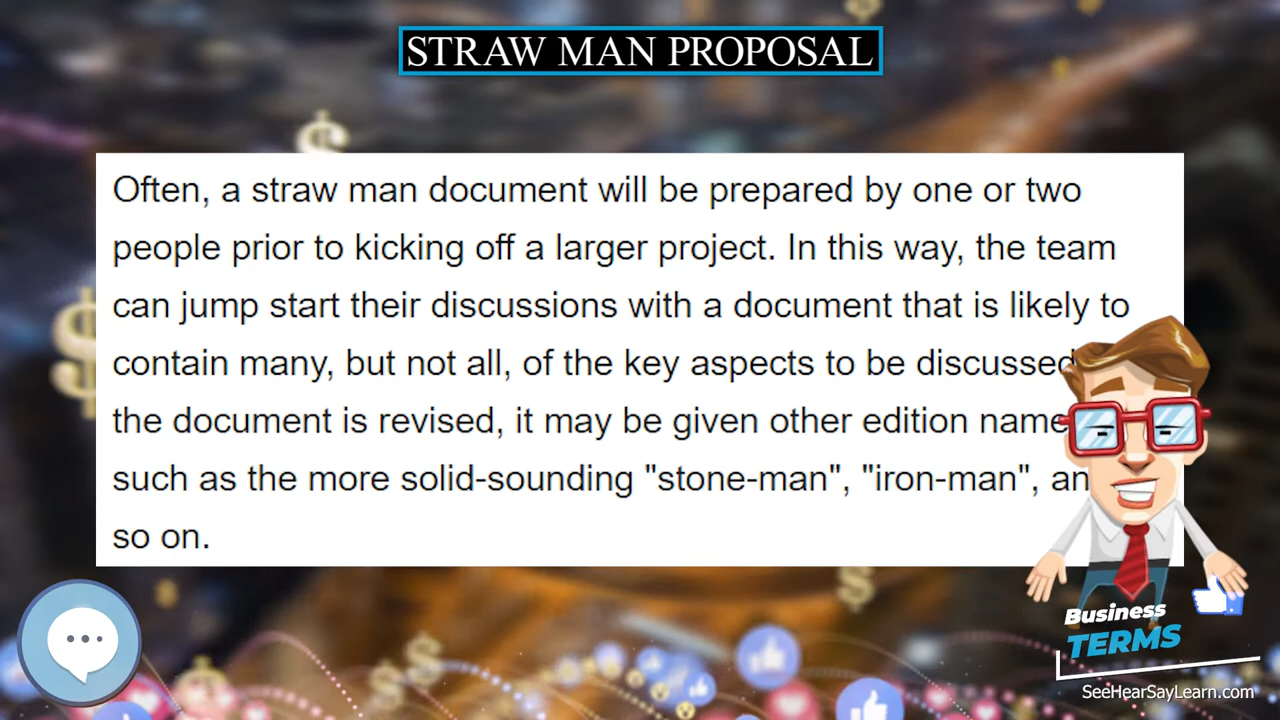 STRAW MAN PROPOSAL
Often, a straw man document will be prepared by one or two
people prior to kicking off a larger project. In this way, the team
can jump start their discussions with a document that is likely to
contain many, but not all, of the key aspects to be discussed
the document is revised, it may be given other edition name
such as the more solid-sounding "stone-man", "iron-man", an
so on.
Business
TERMS
SeeHearSayLearn.com